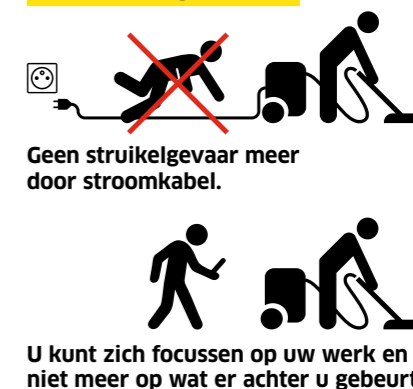 Geen struikelgevaar meer
door stroomkabel.
U kunt zich focussen op uw werk en
niet meer op wat er achter u gebeurt